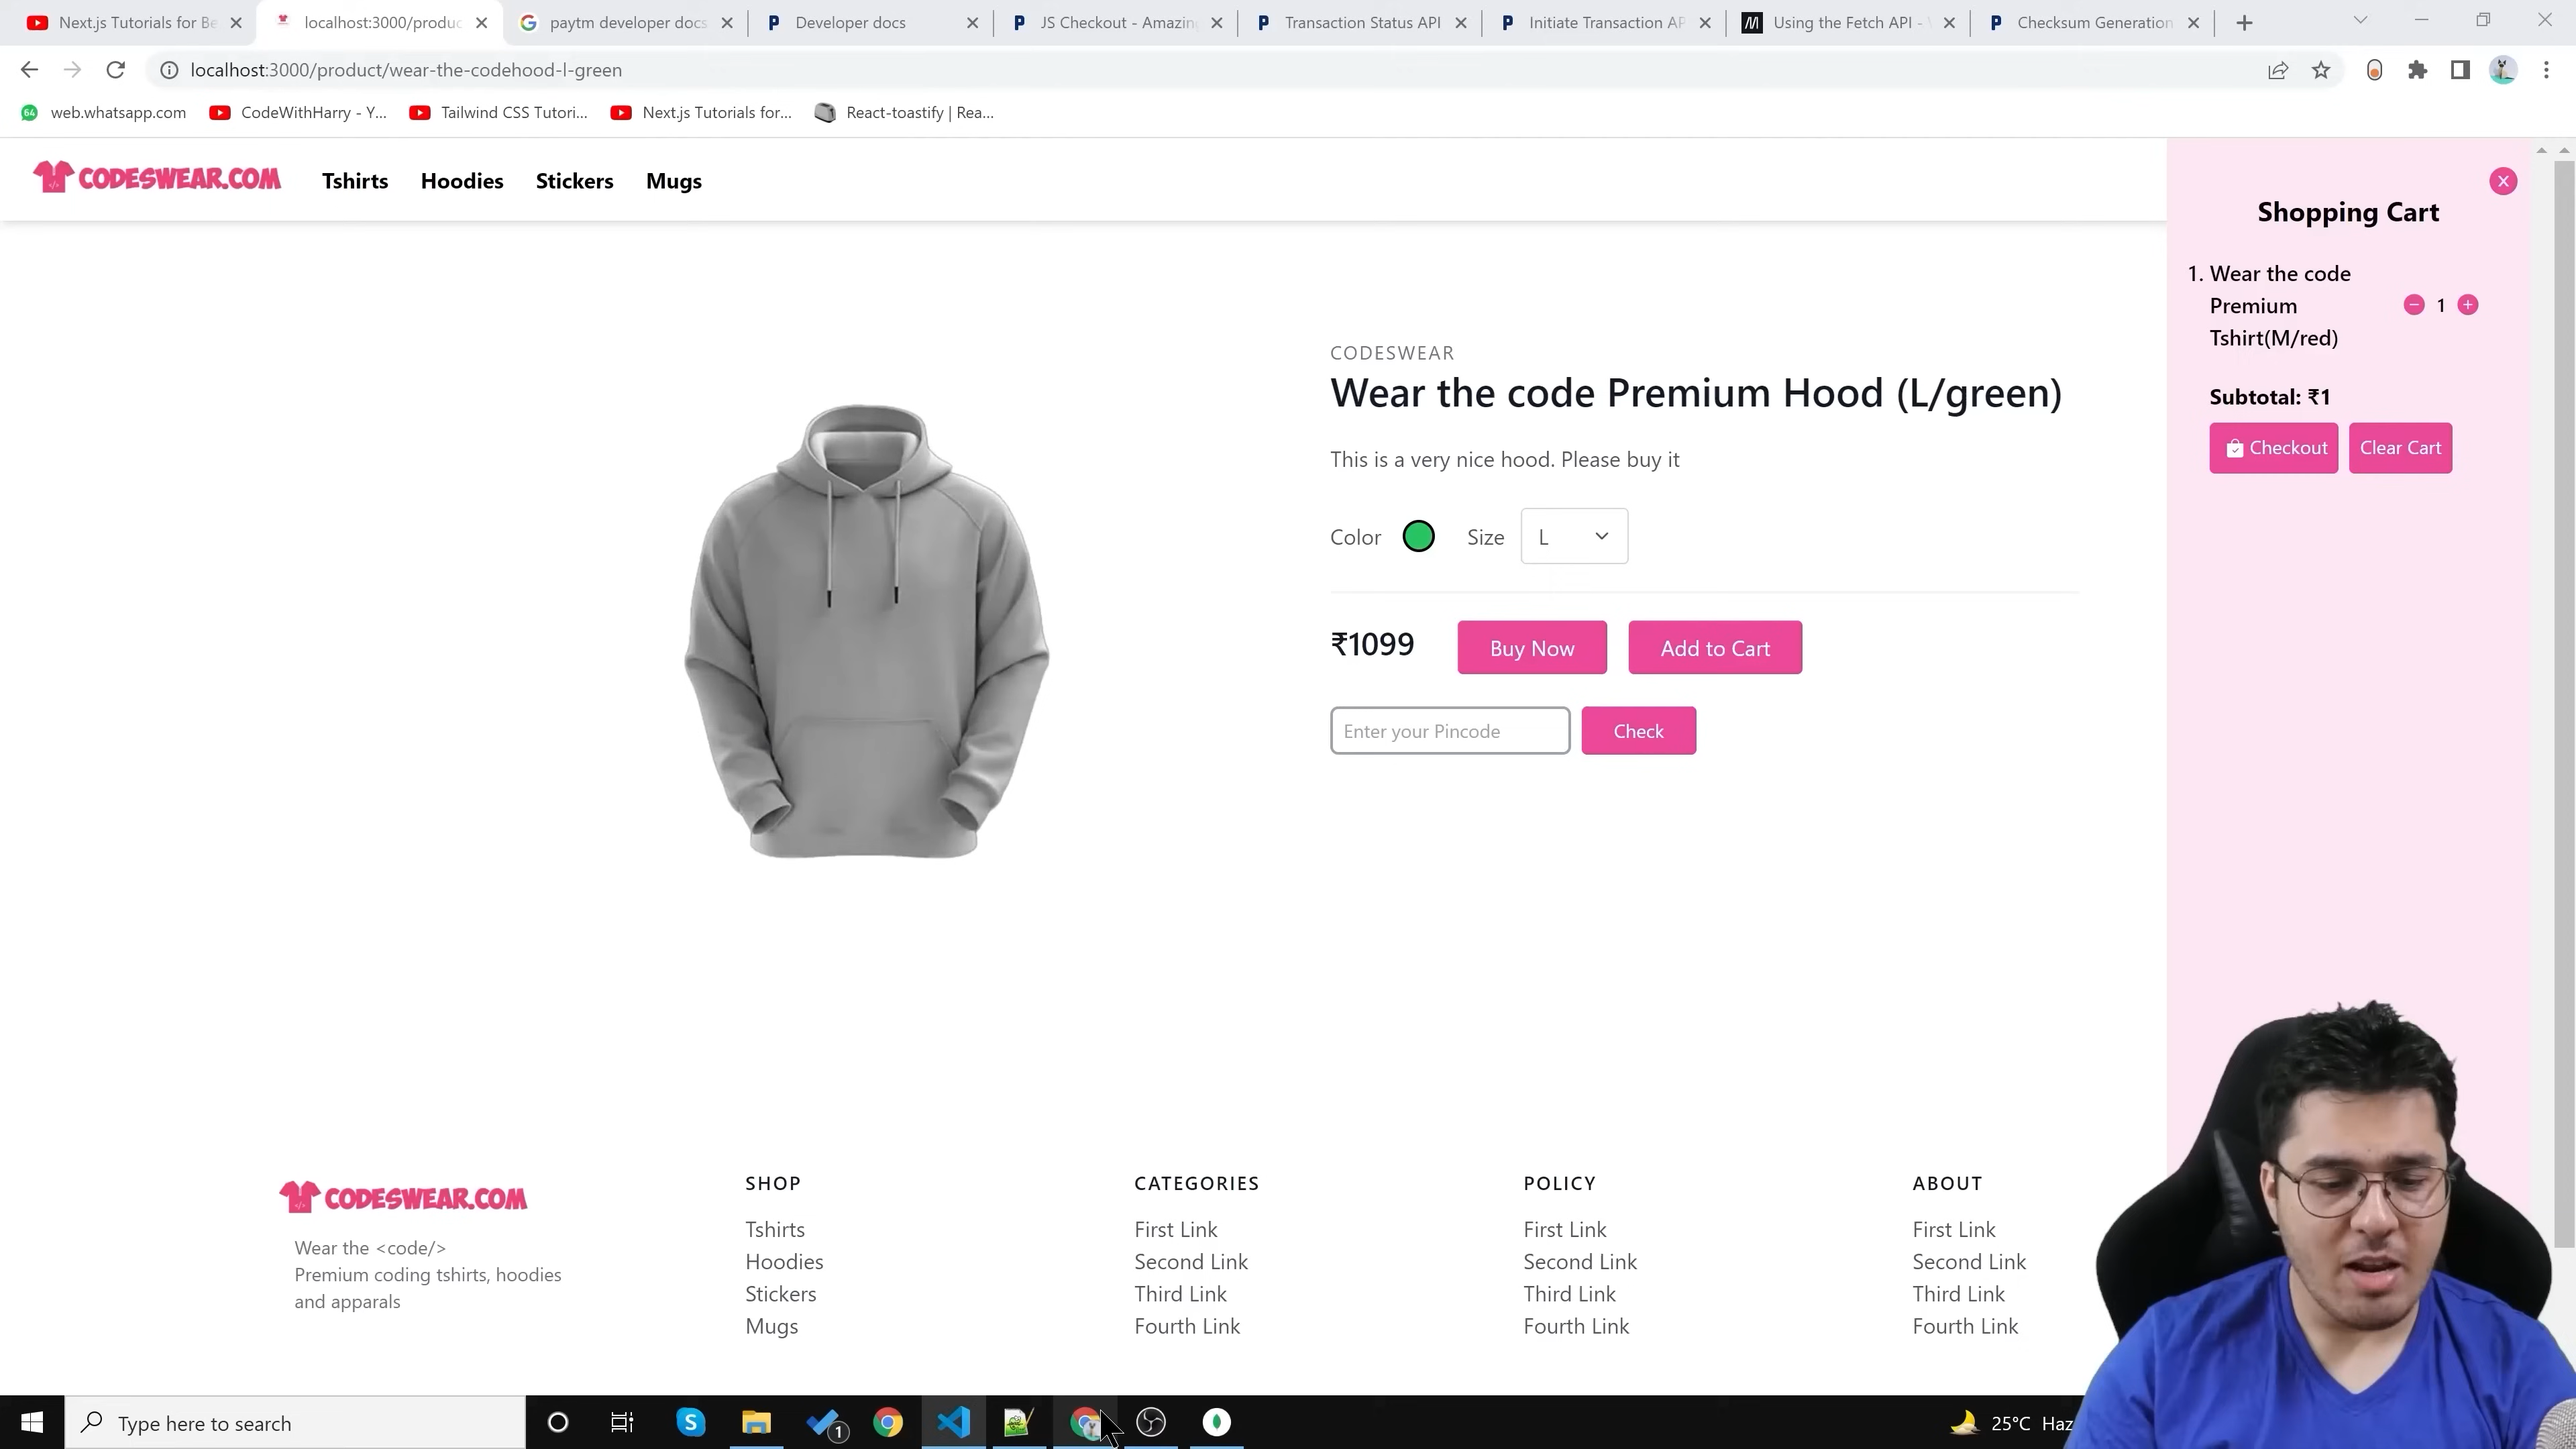 Next.js Tutorials for Be
localhost:3000/produc
paytm developer docs
Developer docs
JS Checkout - Amazin
Transaction Status API
Initiate Transaction AP
Using the Fetch API -
Checksum Generation
localhost:3000/product/wear-the-codehood-l-green
web.whatsapp.com
CodeWithHarry - Y...
Tailwind CSS Tutori...
Next.js Tutorials for...
React-toastify | Rea...
CODESWEAR.COM
Tshirts
Hoodies
Stickers
Mugs
Shopping Cart
1. Wear the code
Premium
Tshirt(M/red)
1
Subtotal: ₹1
Checkout
Clear Cart
CODESWEAR
Wear the code Premium Hood (L/green)
This is a very nice hood. Please buy it
Color
Size
L
₹1099
Buy Now
Add to Cart
Enter your Pincode
Check
CODESWEAR.COM
Wear the <code/>
Premium coding tshirts, hoodies
and apparals
SHOP
Tshirts
Hoodies
Stickers
Mugs
CATEGORIES
First Link
Second Link
Third Link
Fourth Link
POLICY
First Link
Second Link
Third Link
Fourth Link
ABOUT
First Link
Second Link
Third Link
Fourth Link
Type here to search
1
25°C Haz